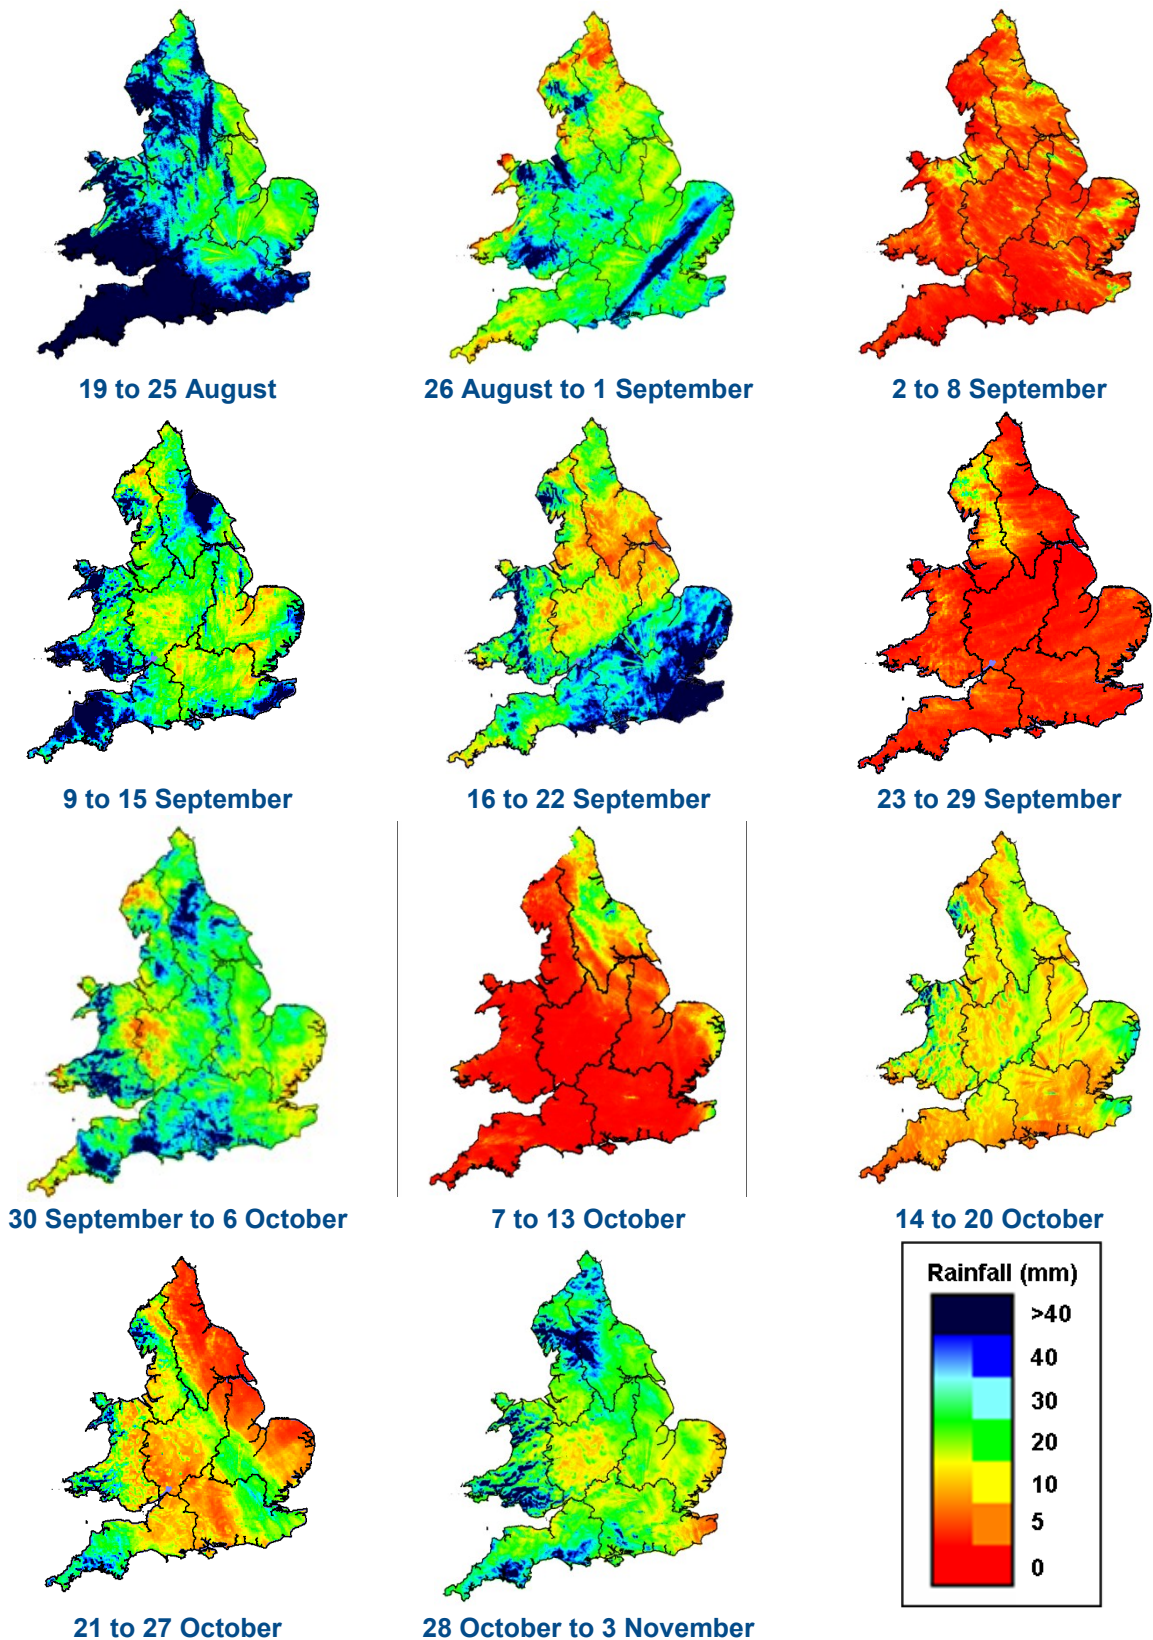 19 to 25 August
26 August to 1 September
2 to 8 September
9 to 15 September
16 to 22 September
23 to 29 September
30 September to 6 October
7 to 13 October
14 to 20 October
Rainfall (mm)
>40
40
30
20
10
5
0
21 to 27 October
28 October to 3 November